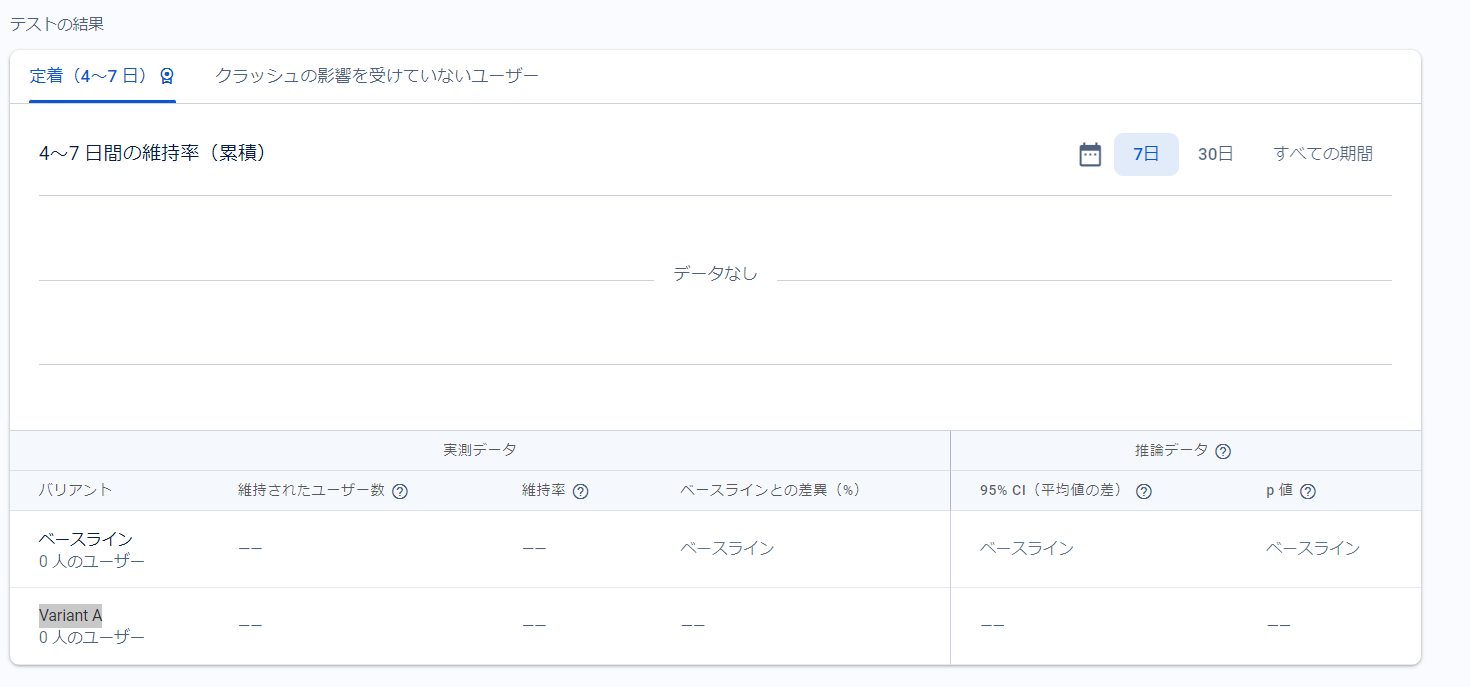 テストの結果
定着（4～7 日） クラッシュの影響を受けていないユーザー
4～7 日間の維持率（累積） 7日 30日 すべての期間
データなし
実測データ 推論データ
バリアント 維持されたユーザー数 維持率 ベースラインとの差異（%） 95% CI（平均値の差） p 値
ベースライン
0 人のユーザー
—— —— ベースライン ベースライン ベースライン
Variant A
0 人のユーザー
—— —— —— —— ——